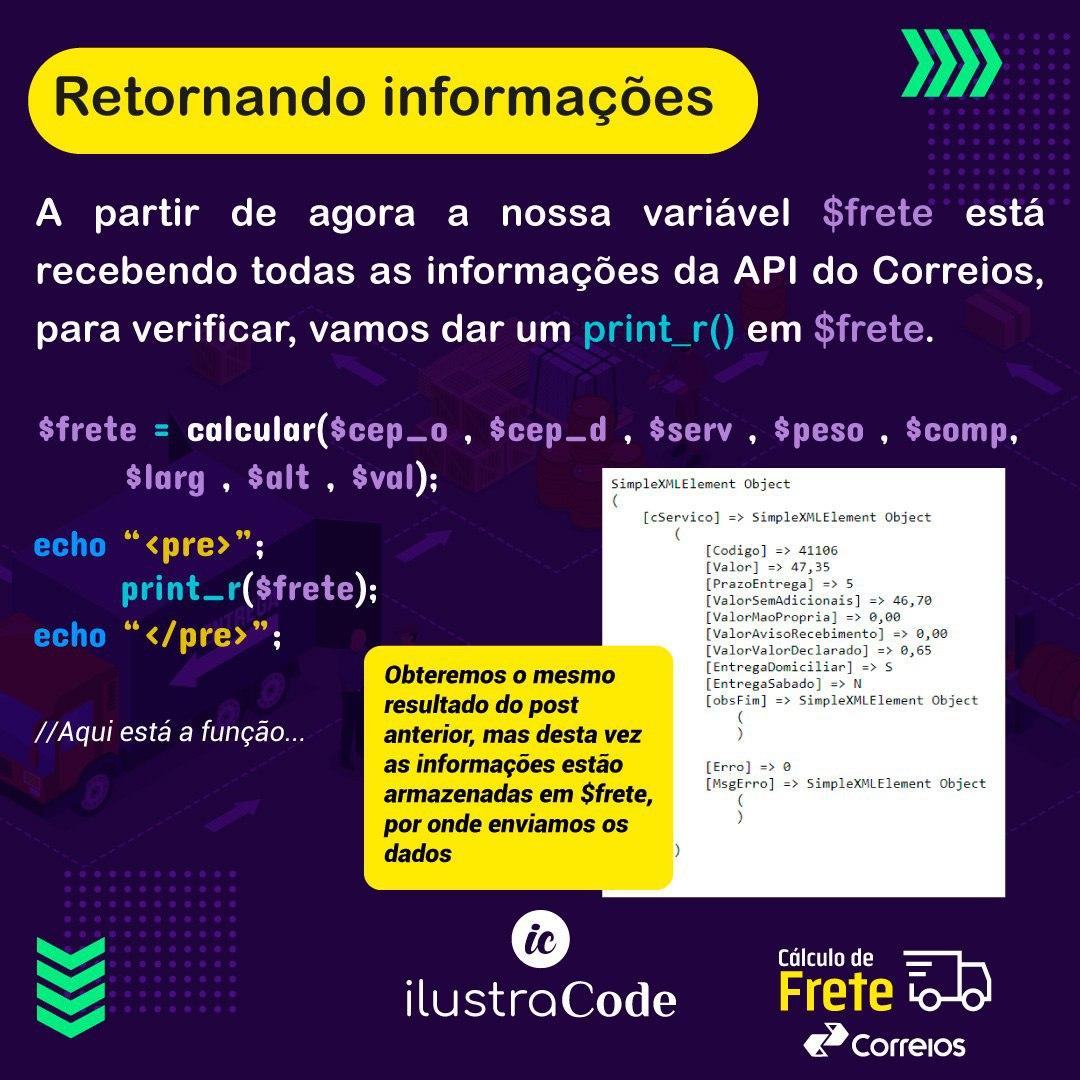 Retornando informações
A partir de agora a nossa variável $frete está
recebendo todas as informações da API do Correios,
para verificar, vamos dar um print_r() em $frete.
$frete = calcular($cep_o , $cep_d , $serv , $peso , $comp,
$larg , $alt , $val);
echo “<pre>”;
print_r($frete);
echo “</pre>”;
//Aqui está a função...
SimpleXMLElement Object
(
[cServico] => SimpleXMLElement Object
(
[Codigo] => 41106
[Valor] => 47,35
[PrazoEntrega] => 5
[ValorSemAdicionais] => 46,70
[ValorMaoPropria] => 0,00
[ValorAvisoRecebimento] => 0,00
[ValorValorDeclarado] => 0,65
[EntregaDomiciliar] => S
[EntregaSabado] => N
[obsFim] => SimpleXMLElement Object
(
)
[Erro] => 0
[MsgErro] => SimpleXMLElement Object
(
)
)
Obteremos o mesmo
resultado do post
anterior, mas desta vez
as informações estão
armazenadas em $frete,
por onde enviamos os
dados
ic
ilustraCode
Cálculo de
Frete
Correios